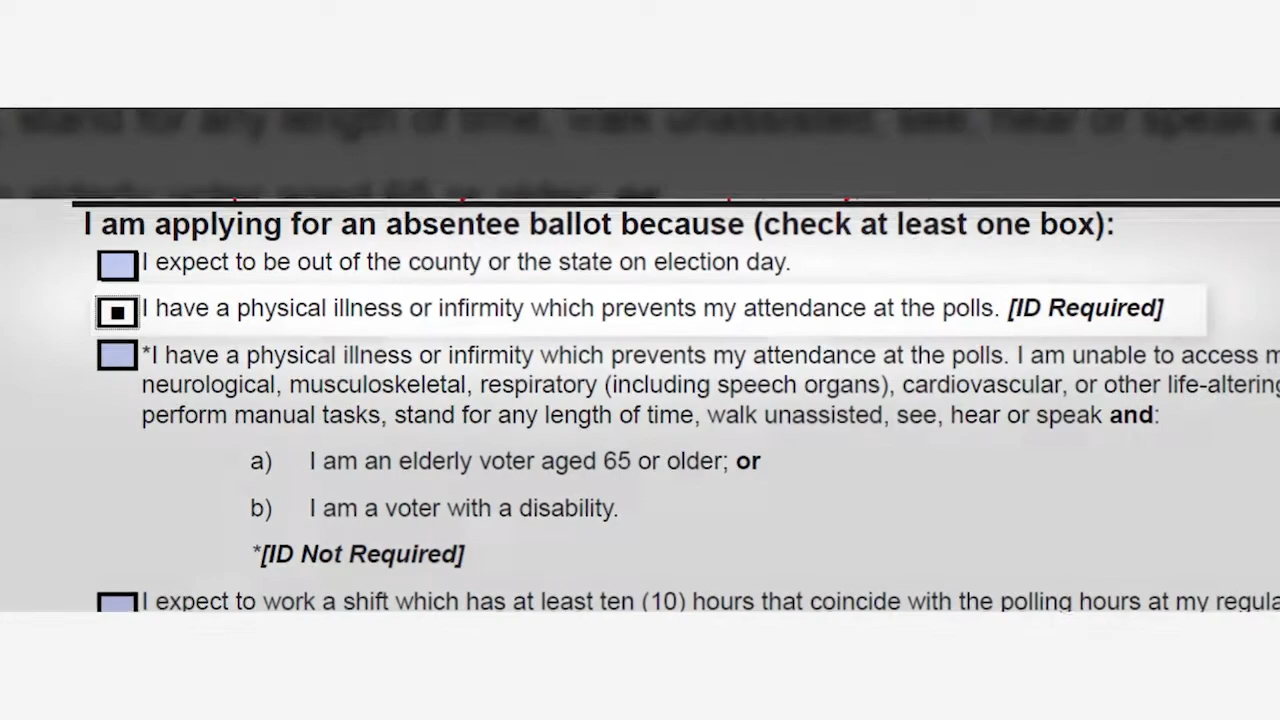 I am applying for an absentee ballot because (check at least one box):
I expect to be out of the county or the state on election day.
I have a physical illness or infirmity which prevents my attendance at the polls. [ID Required]
*I have a physical illness or infirmity which prevents my attendance at the polls. I am unable to access
neurological, musculoskeletal, respiratory (including speech organs), cardiovascular, or other life-altering
perform manual tasks, stand for any length of time, walk unassisted, see, hear or speak and:
a) I am an elderly voter aged 65 or older; or
b) I am a voter with a disability.
*[ID Not Required]
I expect to work a shift which has at least ten (10) hours that coincide with the polling hours at my